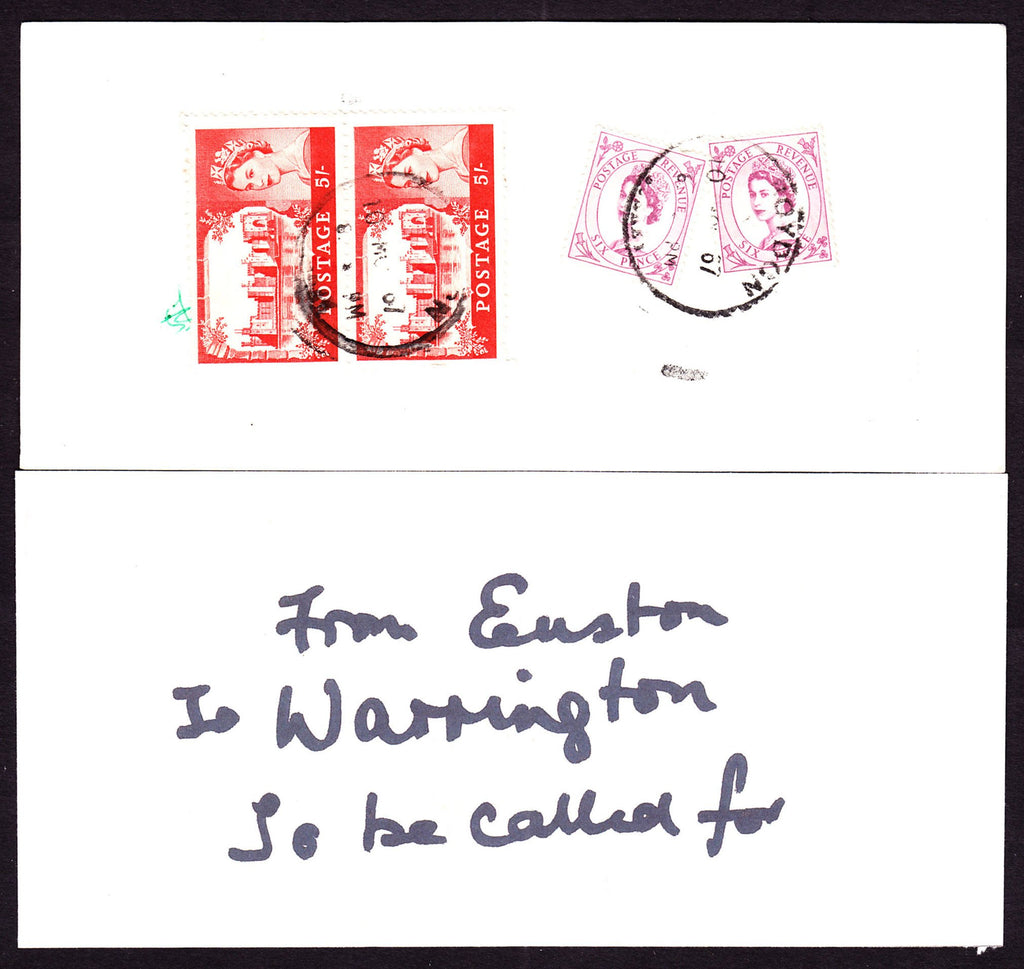 POSTAGE 5/-
POSTAGE 5/-
POSTAGE REVENUE
SIX PENCE
POSTAGE REVENUE
SIX PENCE
From Euston
To Warrington
To be called for